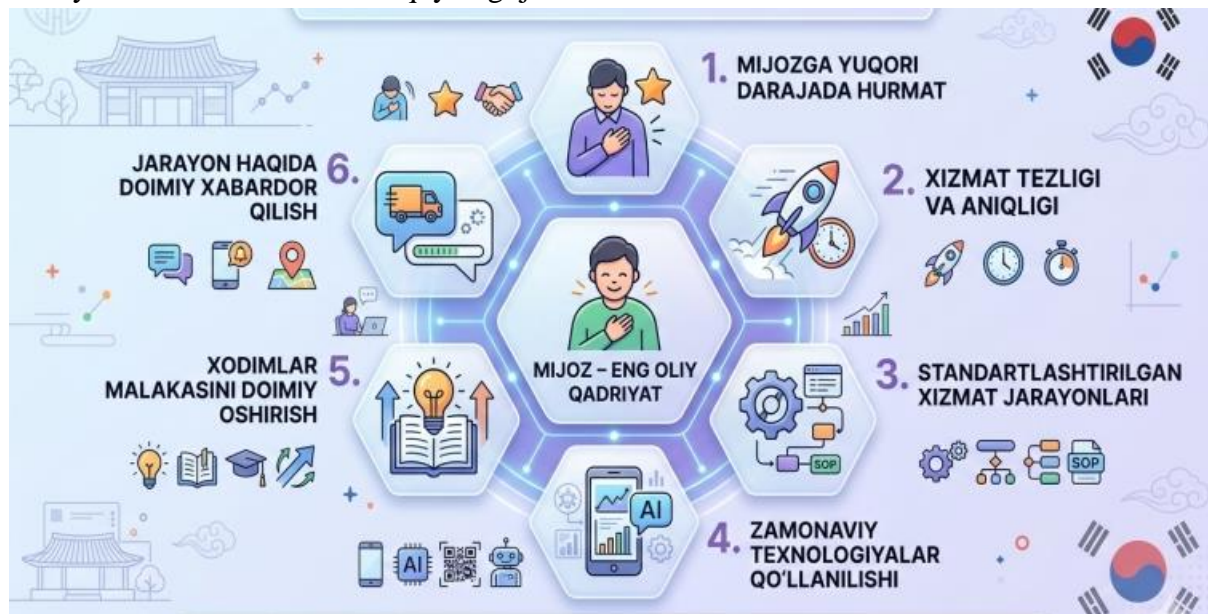 1. MIJOZGA YUQORI
DARAJADA HURMAT
2. XIZMAT TEZLIGI
VA ANIQLIGI
3. STANDARTLASHTIRILGAN
XIZMAT JARAYONLARI
SOP
SOP
4. ZAMONAVIY
TEXNOLOGIYALAR
QO'LLANILISHI
AI
AI
5. XODIMLAR
MALAKASINI DOIMIY
OSHIRISH
6. JARAYON HAQIDA
DOIMIY XABARDOR
QILISH
MIJOZ – ENG OLIY
QADRIYAT